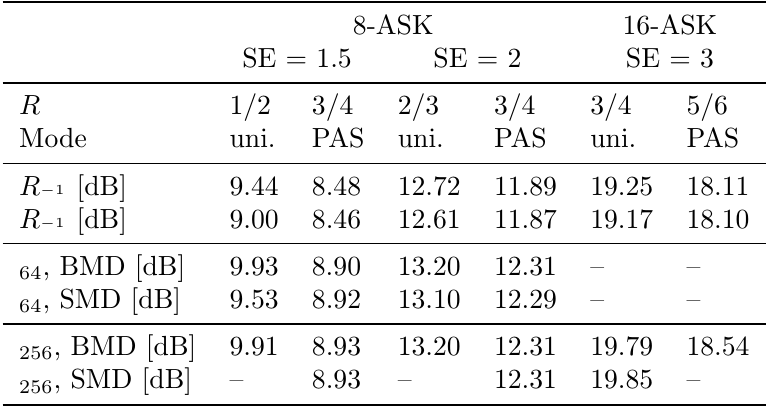 8-ASK 16-ASK
SE = 1.5 SE = 2 SE = 3
R 1/2 3/4 2/3 3/4 3/4 5/6
Mode uni. PAS uni. PAS uni. PAS
R−1 [dB] 9.44 8.48 12.72 11.89 19.25 18.11
R−1 [dB] 9.00 8.46 12.61 11.87 19.17 18.10
64, BMD [dB] 9.93 8.90 13.20 12.31 – –
64, SMD [dB] 9.53 8.92 13.10 12.29 – –
256, BMD [dB] 9.91 8.93 13.20 12.31 19.79 18.54
256, SMD [dB] – 8.93 – 12.31 19.85 –